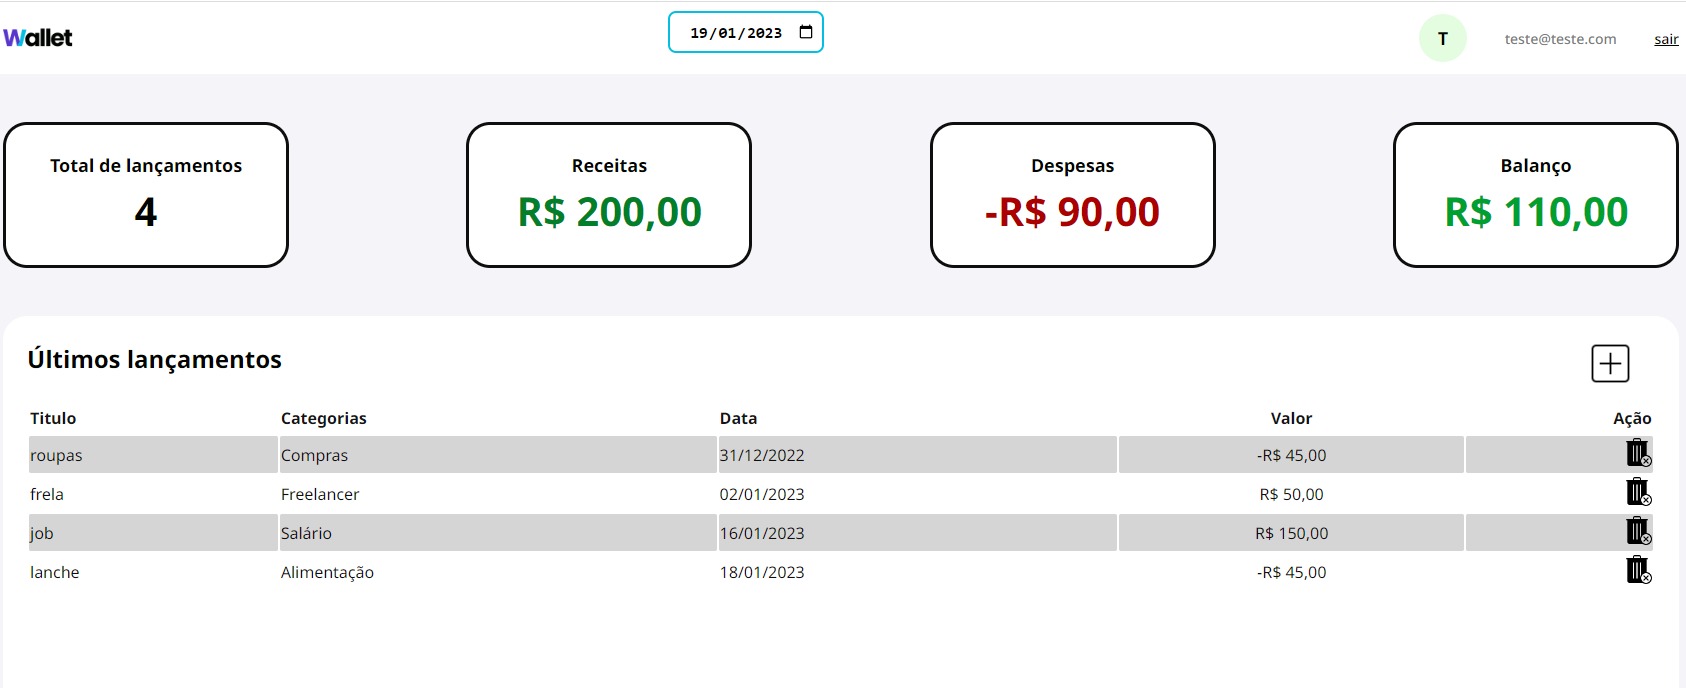 Wallet 19/01/2023 T teste@teste.com sair
Total de lançamentos Receitas Despesas Balanço
4 R$ 200,00 -R$ 90,00 R$ 110,00
Últimos lançamentos
Titulo Categorias Data Valor Ação
roupas Compras 31/12/2022 -R$ 45,00
frela Freelancer 02/01/2023 R$ 50,00
job Salário 16/01/2023 R$ 150,00
lanche Alimentação 18/01/2023 -R$ 45,00